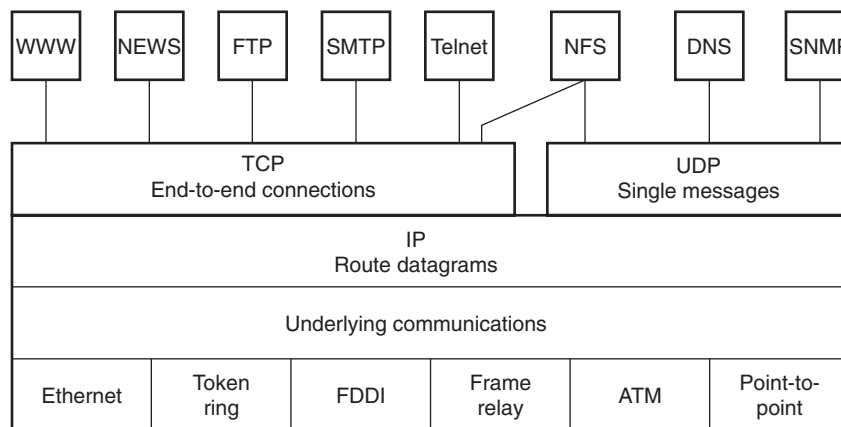 WWW NEWS FTP SMTP Telnet NFS DNS SNMP
TCP
End-to-end connections
UDP
Single messages
IP
Route datagrams
Underlying communications
Ethernet
Token
ring
FDDI
Frame
relay
ATM
Point-to-
point